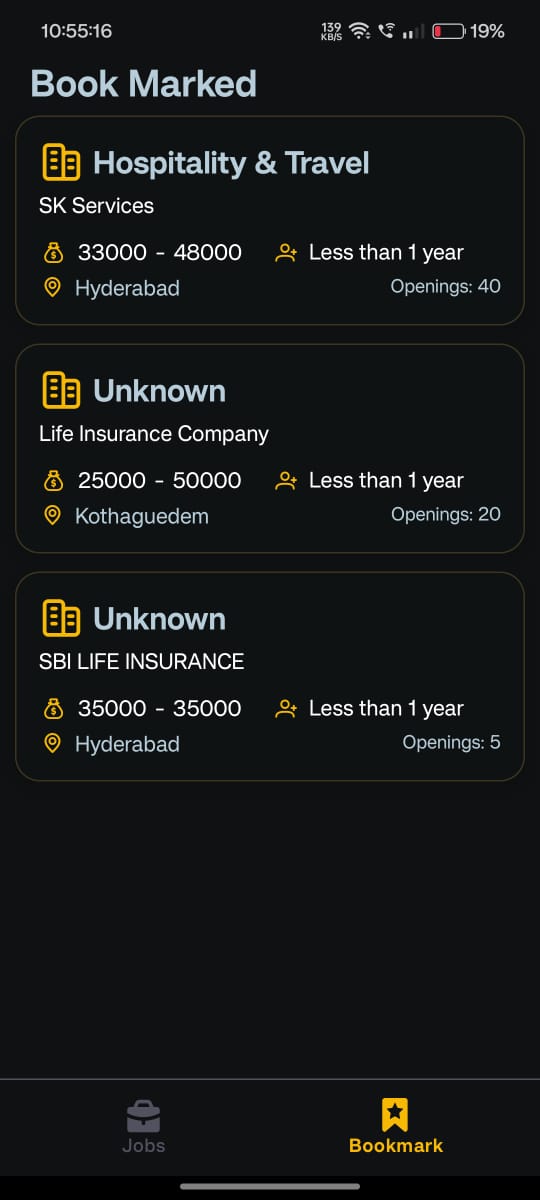 10:55:16 139 KB/S 19%
Book Marked
Hospitality & Travel
SK Services
33000 - 48000 Less than 1 year
Hyderabad Openings: 40
Unknown
Life Insurance Company
25000 - 50000 Less than 1 year
Kothaguedem Openings: 20
Unknown
SBI LIFE INSURANCE
35000 - 35000 Less than 1 year
Hyderabad Openings: 5
Jobs Bookmark